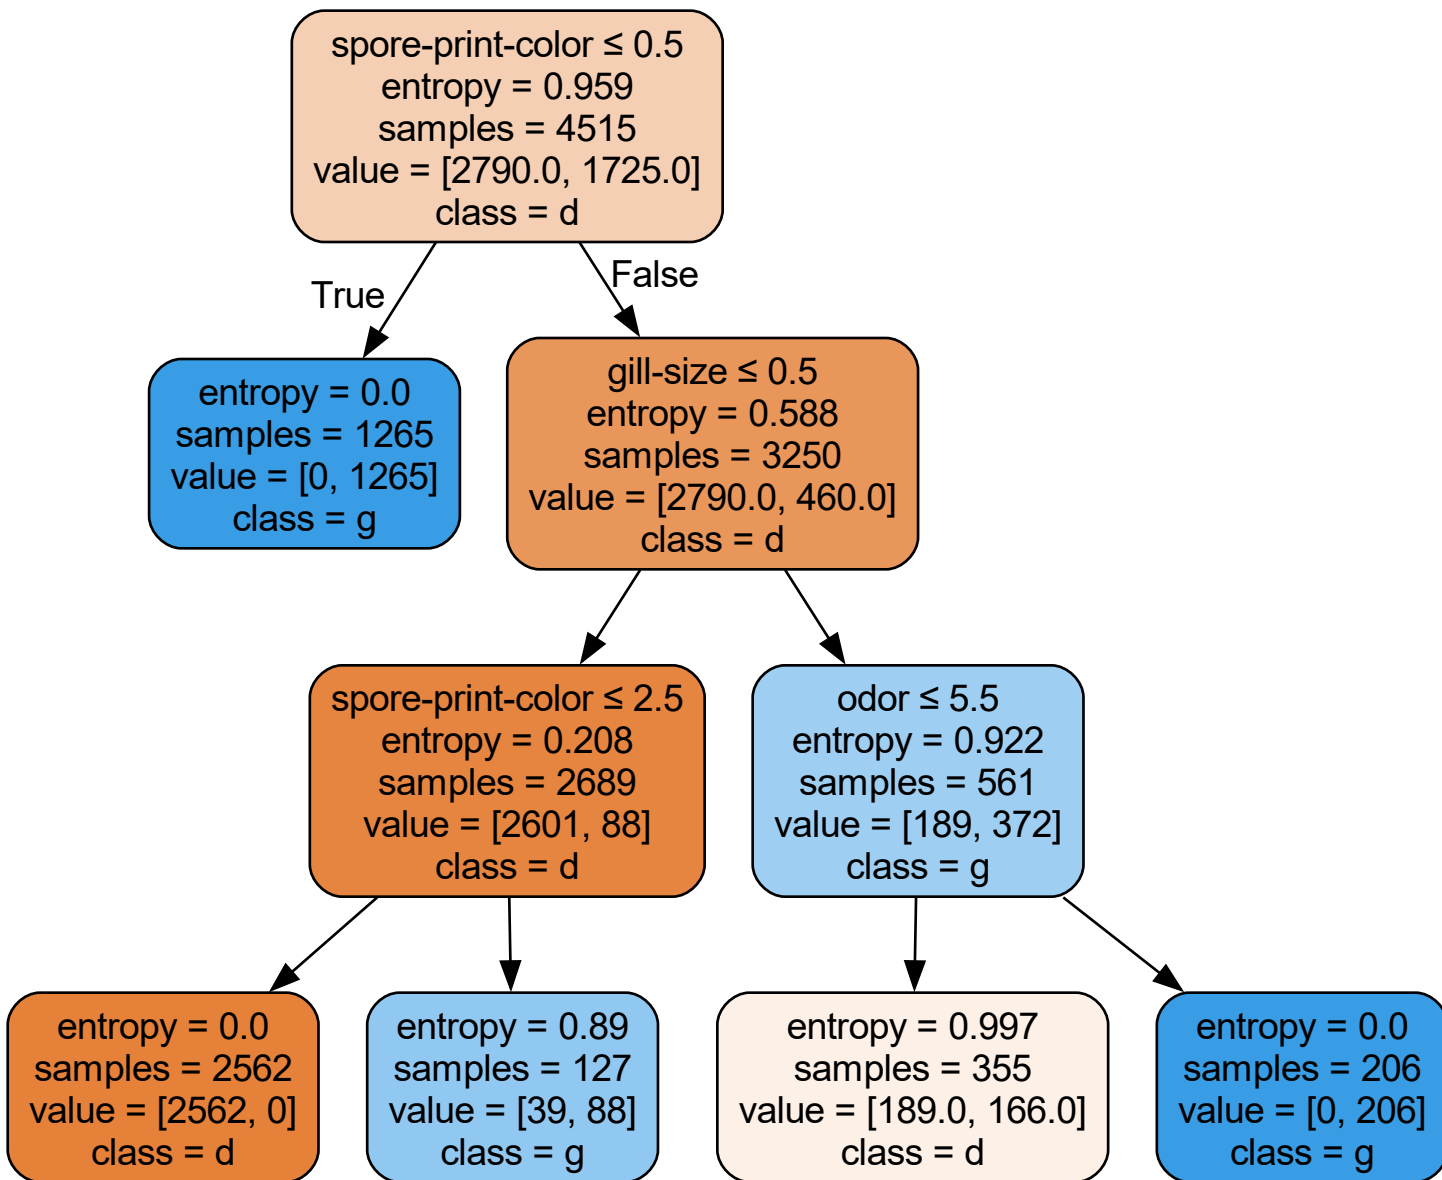 spore-print-color ≤ 0.5
entropy = 0.959
samples = 4515
value = [2790.0, 1725.0]
class = d
True
False
entropy = 0.0
samples = 1265
value = [0, 1265]
class = g
gill-size ≤ 0.5
entropy = 0.588
samples = 3250
value = [2790.0, 460.0]
class = d
spore-print-color ≤ 2.5
entropy = 0.208
samples = 2689
value = [2601, 88]
class = d
odor ≤ 5.5
entropy = 0.922
samples = 561
value = [189, 372]
class = g
entropy = 0.0
samples = 2562
value = [2562, 0]
class = d
entropy = 0.89
samples = 127
value = [39, 88]
class = g
entropy = 0.997
samples = 355
value = [189.0, 166.0]
class = d
entropy = 0.0
samples = 206
value = [0, 206]
class = g